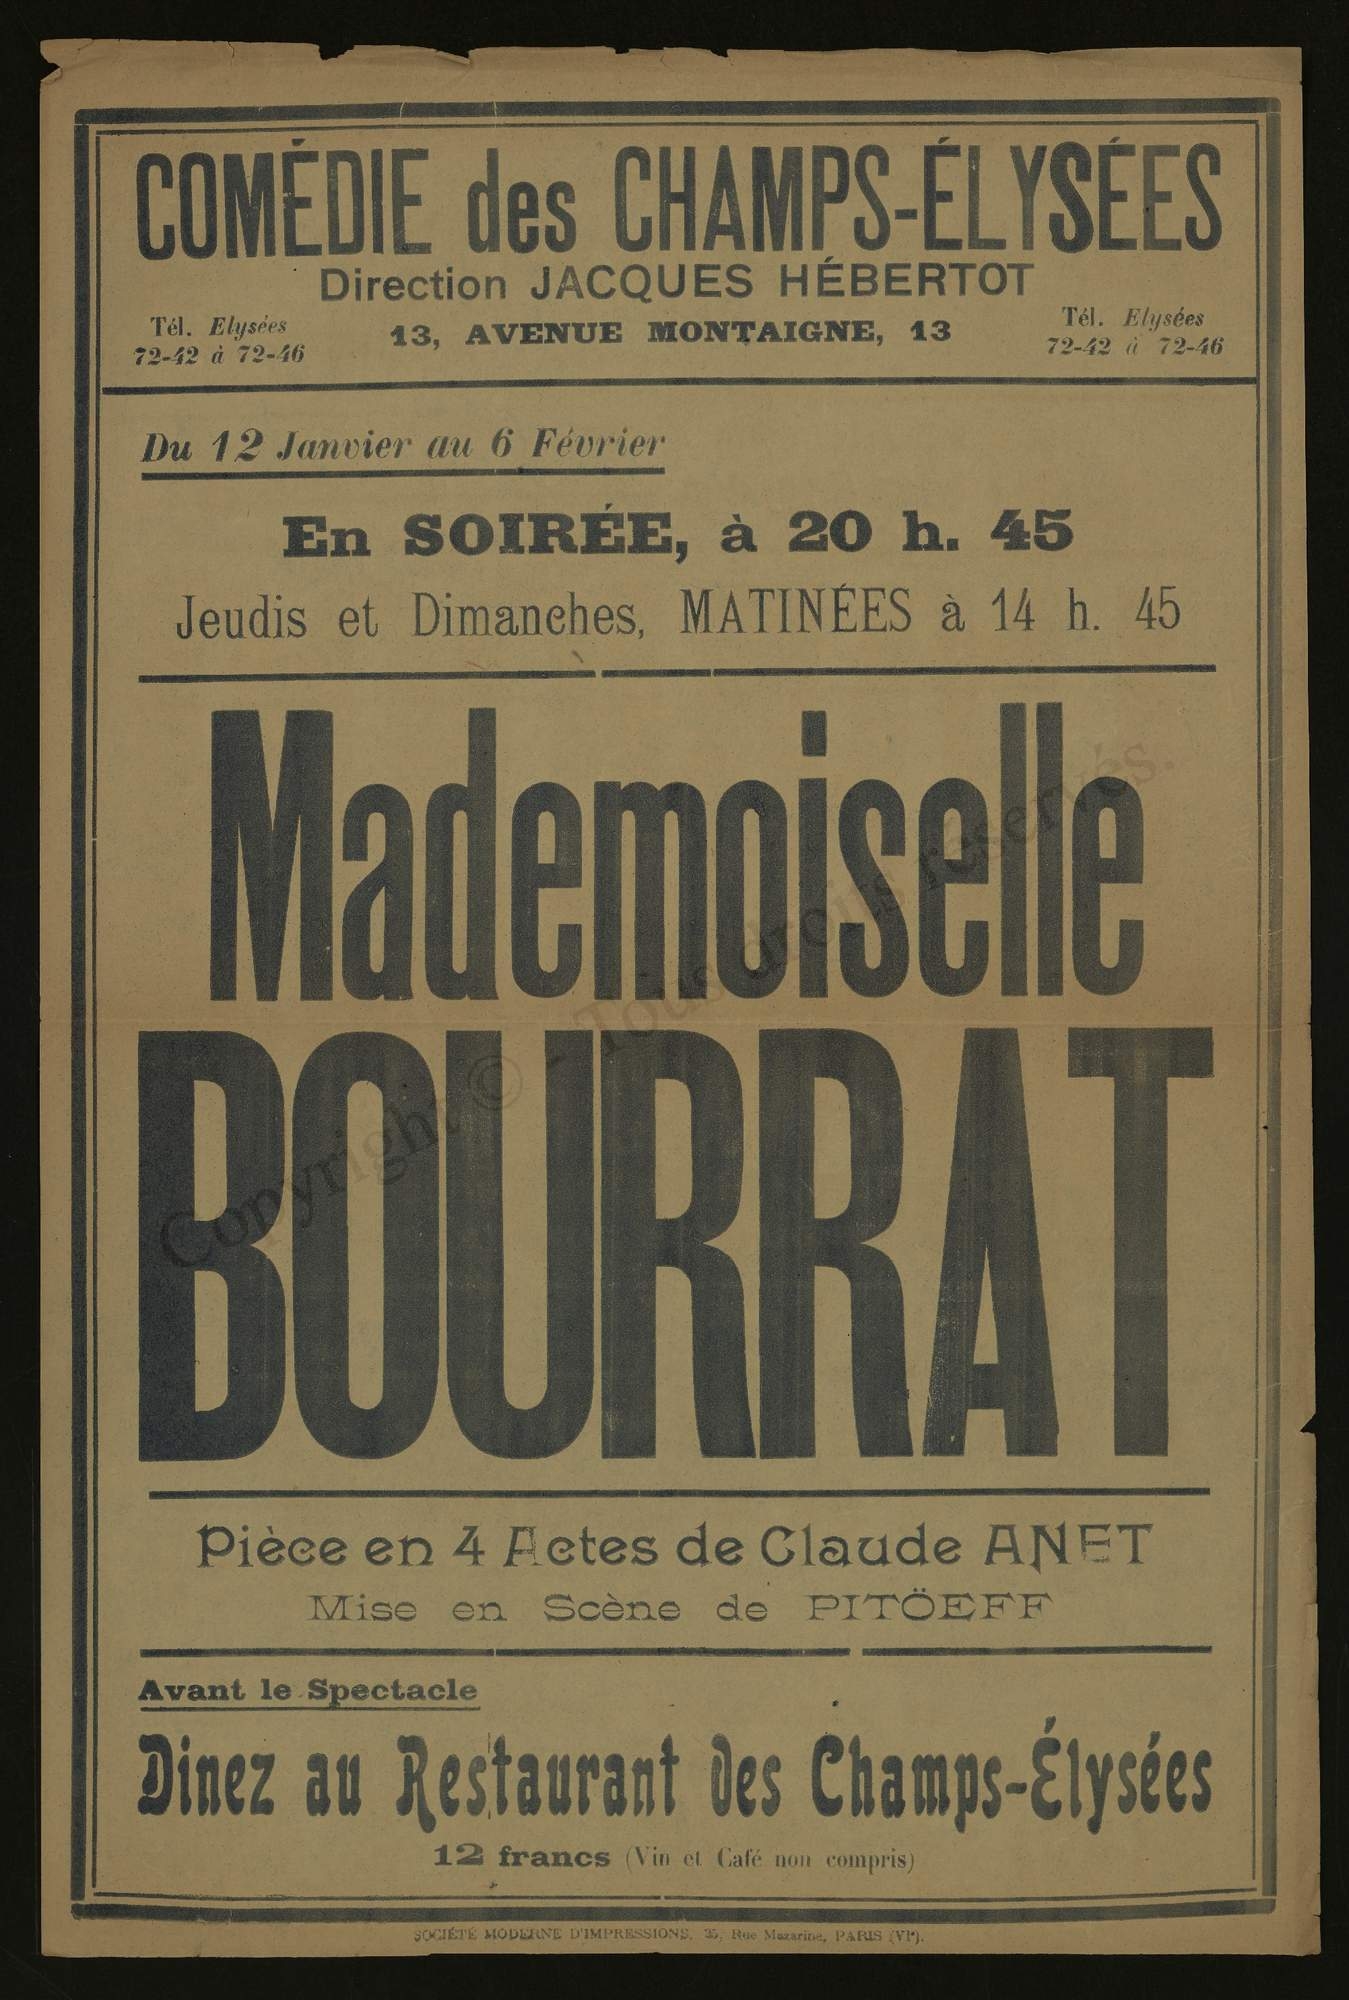 COMÉDIE des CHAMPS-ÉLYSÉES
Direction JACQUES HÉBERTOT
Tél. Elysées
72-42 à 72-46
13, AVENUE MONTAIGNE, 13
Tél. Elysées
72-42 à 72-46
Du 12 Janvier au 6 Février
En SOIRÉE, à 20 h. 45
Jeudis et Dimanches, MATINÉES à 14 h. 45
Mademoiselle
BOURRAT
Copyright © - Tous droits réservés.
Pièce en 4 Actes de Claude ANET
Mise en Scène de PITÖEFF
Avant le Spectacle
Dinez au Restaurant des Champs-Élysées
12 francs (Vin et Café non compris)
SOCIÉTÉ MODERNE D'IMPRESSIONS, 35, Rue Mazarine, PARIS (VIe).